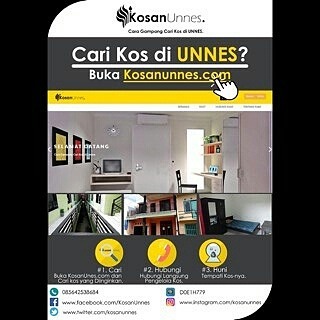 KosanUnnes.
Cara Gampang Cari Kos di UNNES.
Cari Kos di UNNES?
Buka Kosanunnes.com
KosanUnnes.
SELAMAT DATANG
#1. Cari
Buka KosanUnes.com dan
Cari kos yang Diinginkan.
#2. Hubungi
Hubungi Langsung
Pengelola Kos.
#3. Huni
Tempati Kos-nya.
085642538684
D0E1H779
www.facebook.com/KosanUnnes
www.instagram.com/kosanunnes
www.twitter.com/kosanunnes